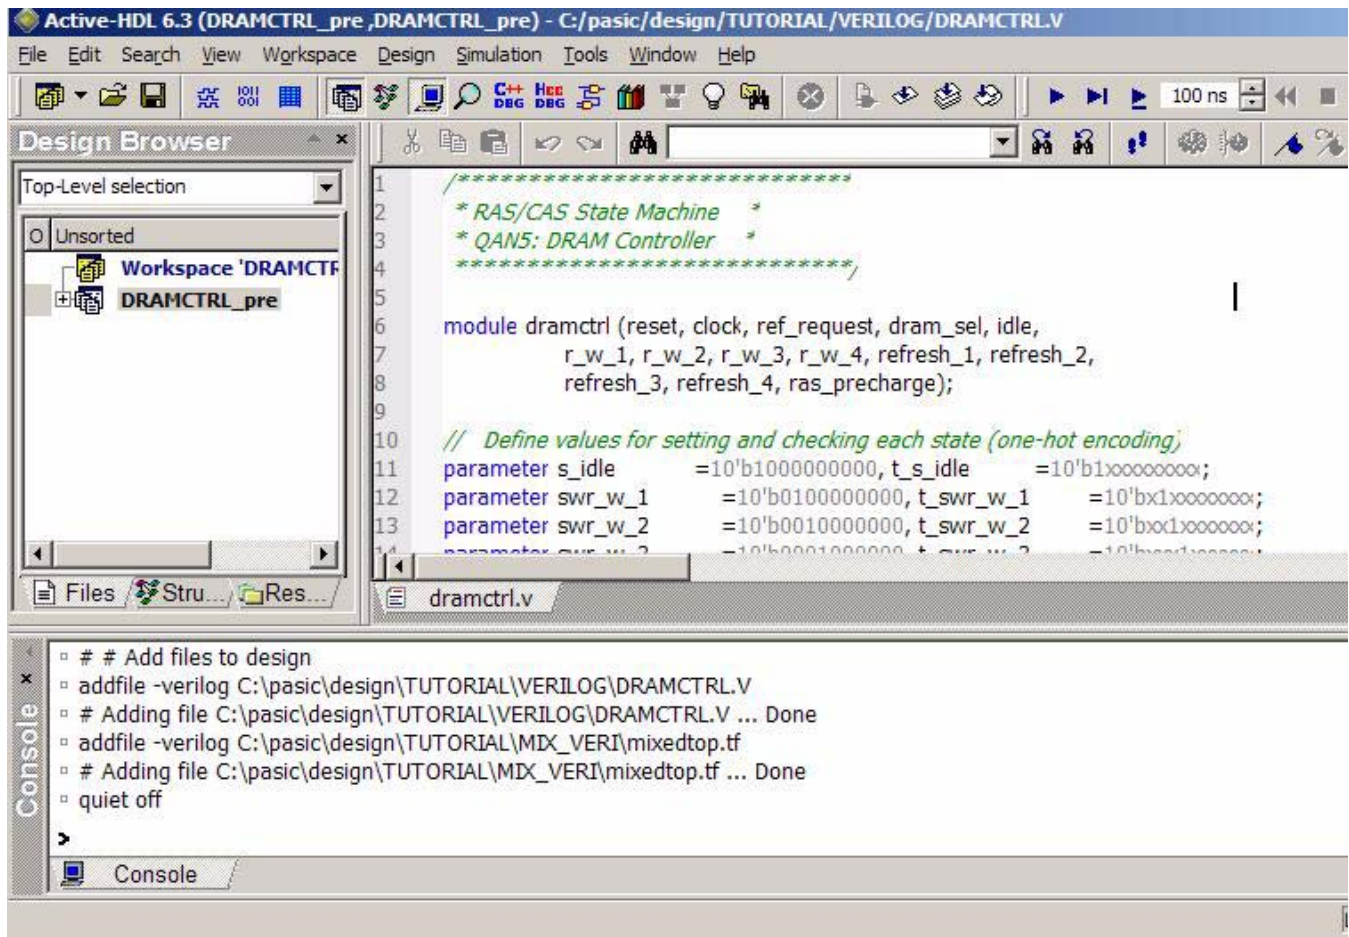 Active-HDL 6.3 (DRAMCTRL_pre ,DRAMCTRL_pre) - C:/pasic/design/TUTORIAL/VERILOG/DRAMCTRL.V
File Edit Search View Workspace Design Simulation Tools Window Help
C++ DBG HEE DBG 100 ns
Design Browser
Top-Level selection
O Unsorted
Workspace 'DRAMCTR
DRAMCTRL_pre
Files Stru... Res...
1 /****************************
2 * RAS/CAS State Machine *
3 * QAN5: DRAM Controller *
4 ****************************/
5
6 module dramctrl (reset, clock, ref_request, dram_sel, idle,
7 r_w_1, r_w_2, r_w_3, r_w_4, refresh_1, refresh_2,
8 refresh_3, refresh_4, ras_precharge);
9
10 // Define values for setting and checking each state (one-hot encoding)
11 parameter s_idle =10'b1000000000, t_s_idle =10'b1xxxxxxxxx;
12 parameter swr_w_1 =10'b0100000000, t_swr_w_1 =10'bx1xxxxxxxx;
13 parameter swr_w_2 =10'b0010000000, t_swr_w_2 =10'bxx1xxxxxxx;
dramctrl.v
# # Add files to design
addfile -verilog C:\pasic\design\TUTORIAL\VERILOG\DRAMCTRL.V
# Adding file C:\pasic\design\TUTORIAL\VERILOG\DRAMCTRL.V ... Done
addfile -verilog C:\pasic\design\TUTORIAL\MIX_VERI\mixedtop.tf
# Adding file C:\pasic\design\TUTORIAL\MIX_VERI\mixedtop.tf ... Done
quiet off
>
Console
Console